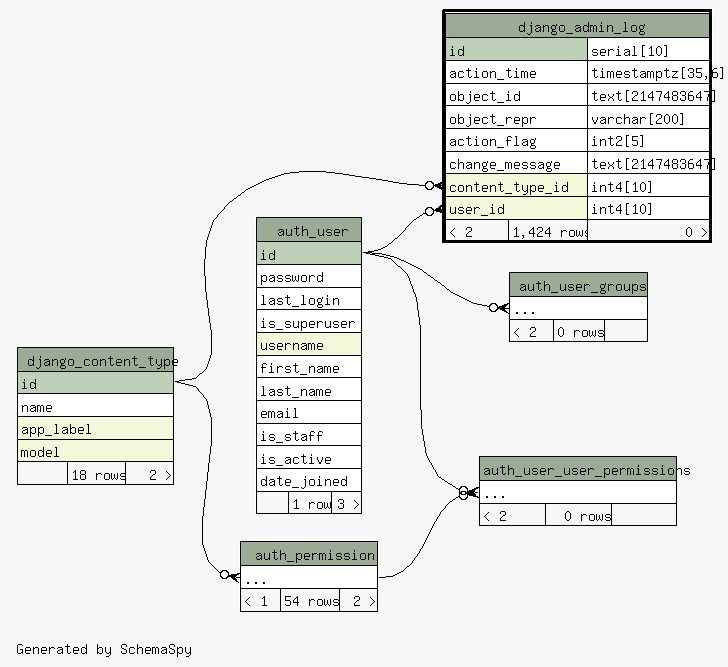 django_admin_log
id serial[10]
action_time timestamptz[35,6]
object_id text[2147483647]
object_repr varchar[200]
action_flag int2[5]
change_message text[2147483647]
content_type_id int4[10]
user_id int4[10]
< 2 1,424 rows 0 >
auth_user
id
password
last_login
is_superuser
username
first_name
last_name
email
is_staff
is_active
date_joined
1 row 3 >
auth_user_groups
...
< 2 0 rows
django_content_type
id
name
app_label
model
18 rows 2 >
auth_user_user_permissions
...
< 2 0 rows
auth_permission
...
< 1 54 rows 2 >
Generated by SchemaSpy